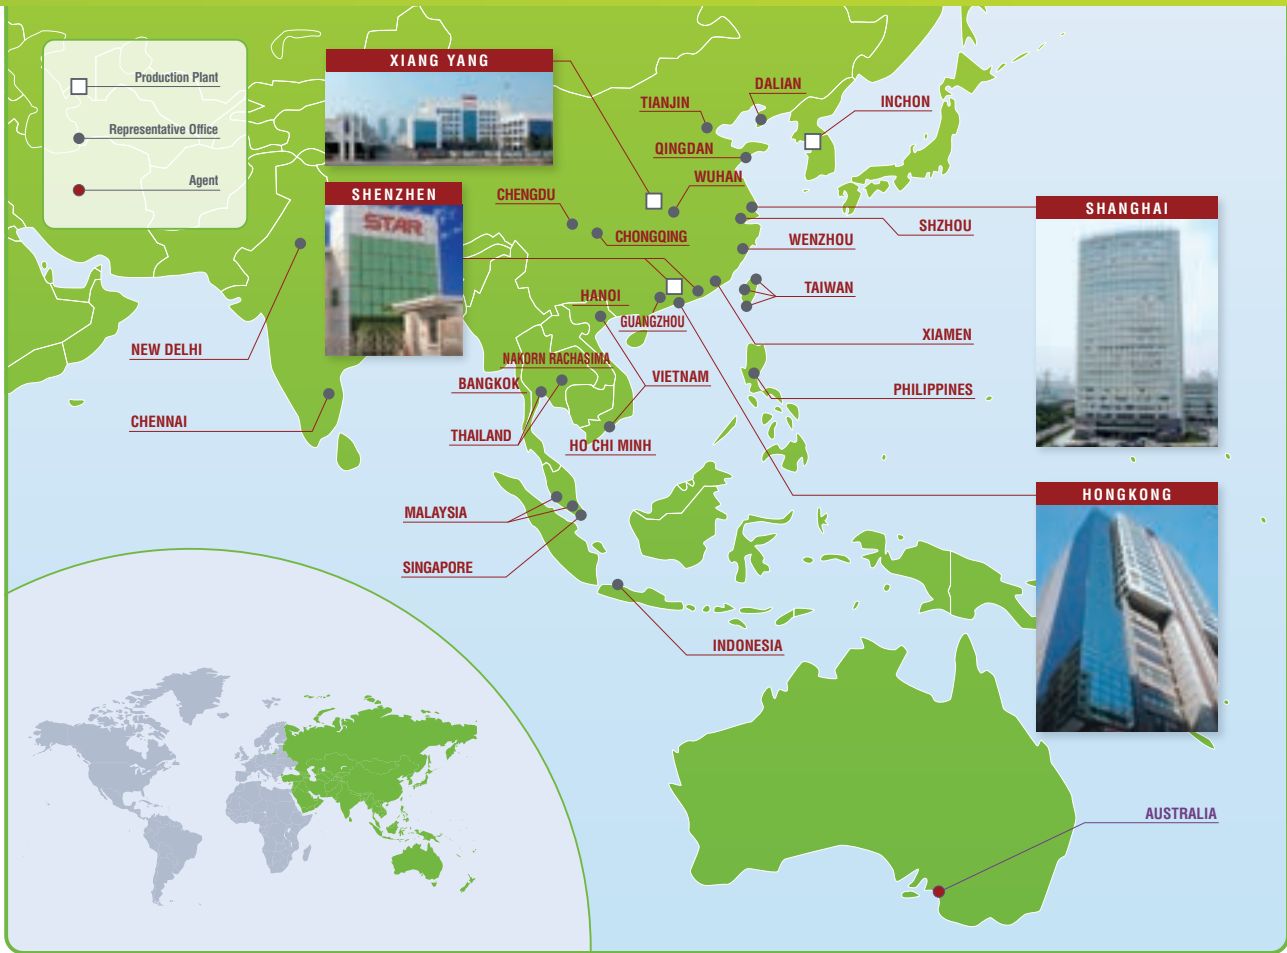 Production Plant
Representative Office
Agent
XIANG YANG
SHENZHEN
STAR
DALIAN
TIANJIN
INCHON
QINGDAN
WUHAN
CHENGDU
CHONGQING
SHANGHAI
SHZHOU
WENZHOU
TAIWAN
HANOI
GUANGZHOU
XIAMEN
NEW DELHI
NAKORN RACHASIMA
BANGKOK
VIETNAM
PHILIPPINES
CHENNAI
THAILAND
HO CHI MINH
HONGKONG
MALAYSIA
SINGAPORE
INDONESIA
AUSTRALIA